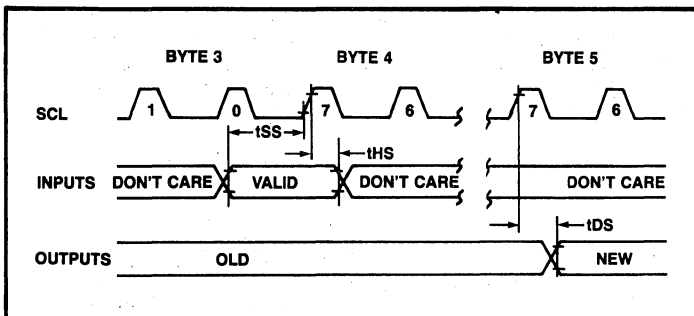 BYTE 3 BYTE 4 BYTE 5
SCL 1 0 7 6 7 6
tSS
tHS
INPUTS DON'T CARE VALID DON'T CARE DON'T CARE
tDS
OUTPUTS OLD NEW